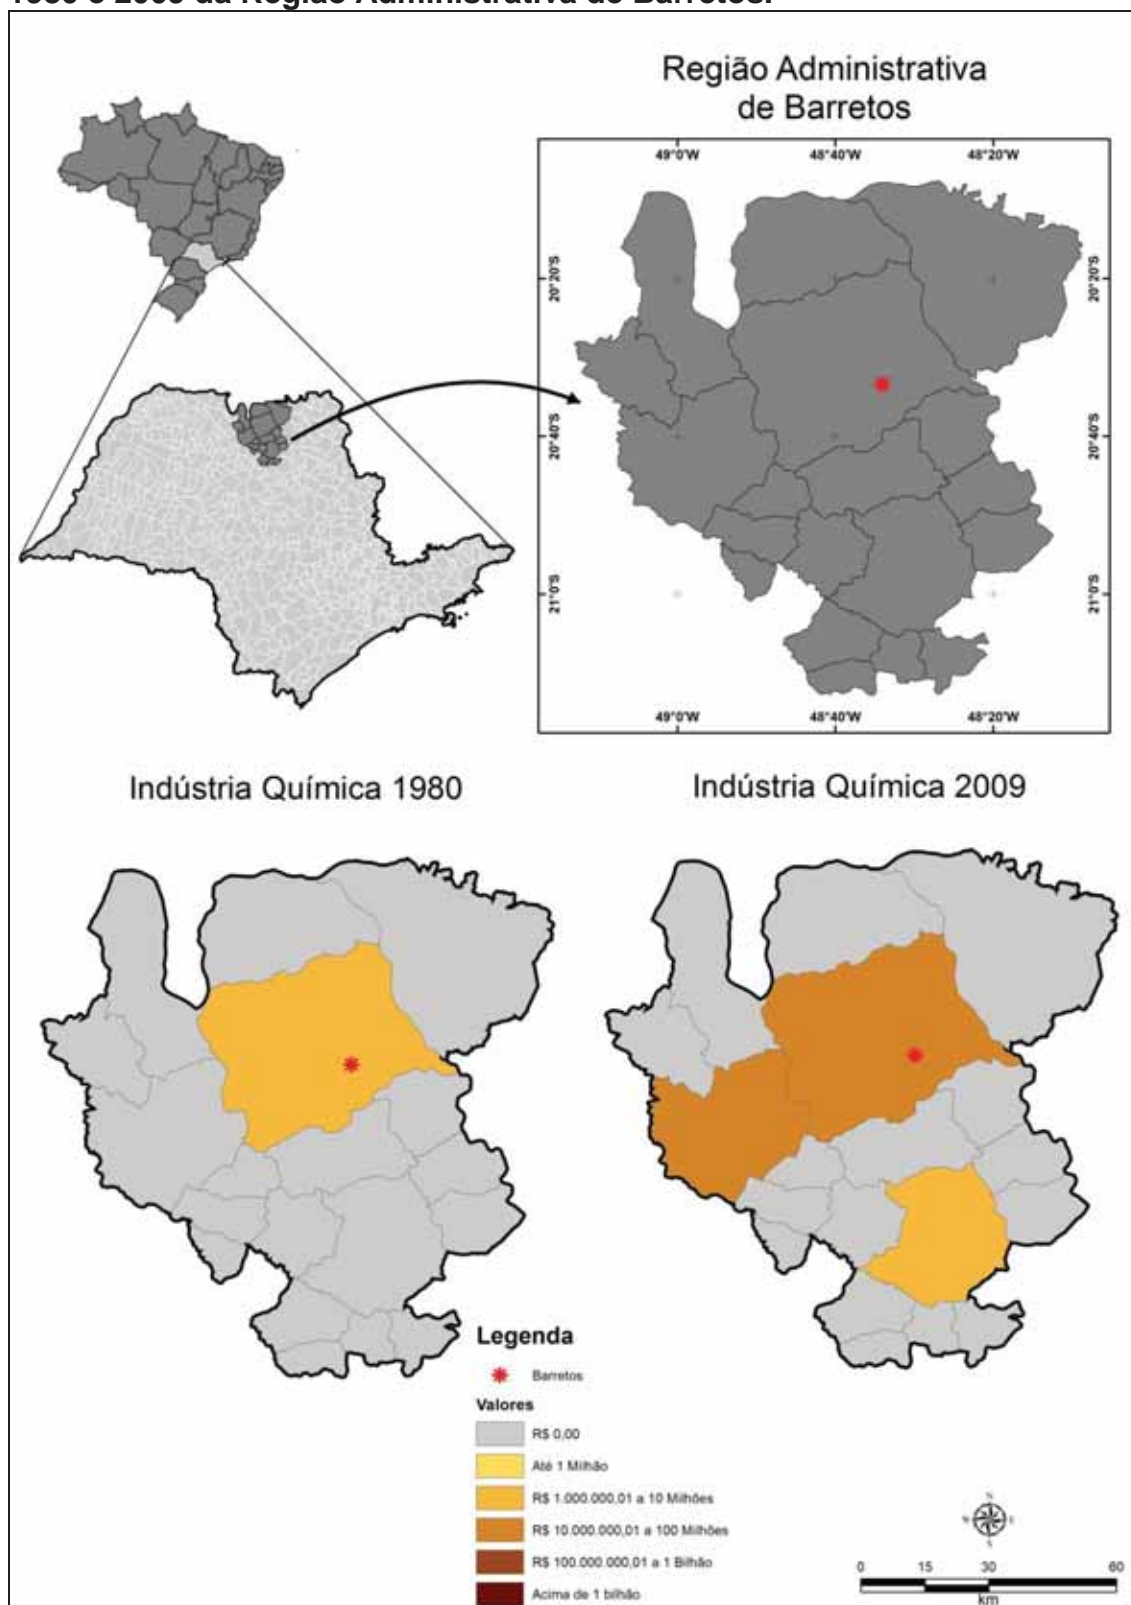 1980 e 2009 da Região Administrativa de Barretos.
Região Administrativa
de Barretos
49°0'W
48°40'W
48°20'W
20°20'S
20°20'S
20°40'S
20°40'S
21°0'S
21°0'S
49°0'W
48°40'W
48°20'W
Indústria Química 1980
Indústria Química 2009
Legenda
Barretos
Valores
R$ 0,00
Até 1 Milhão
R$ 1.000.000,01 a 10 Milhões
R$ 10.000.000,01 a 100 Milhões
R$ 100.000.000,01 a 1 Bilhão
Acima de 1 bilhão
N
W
E
S
0 15 30 60
km